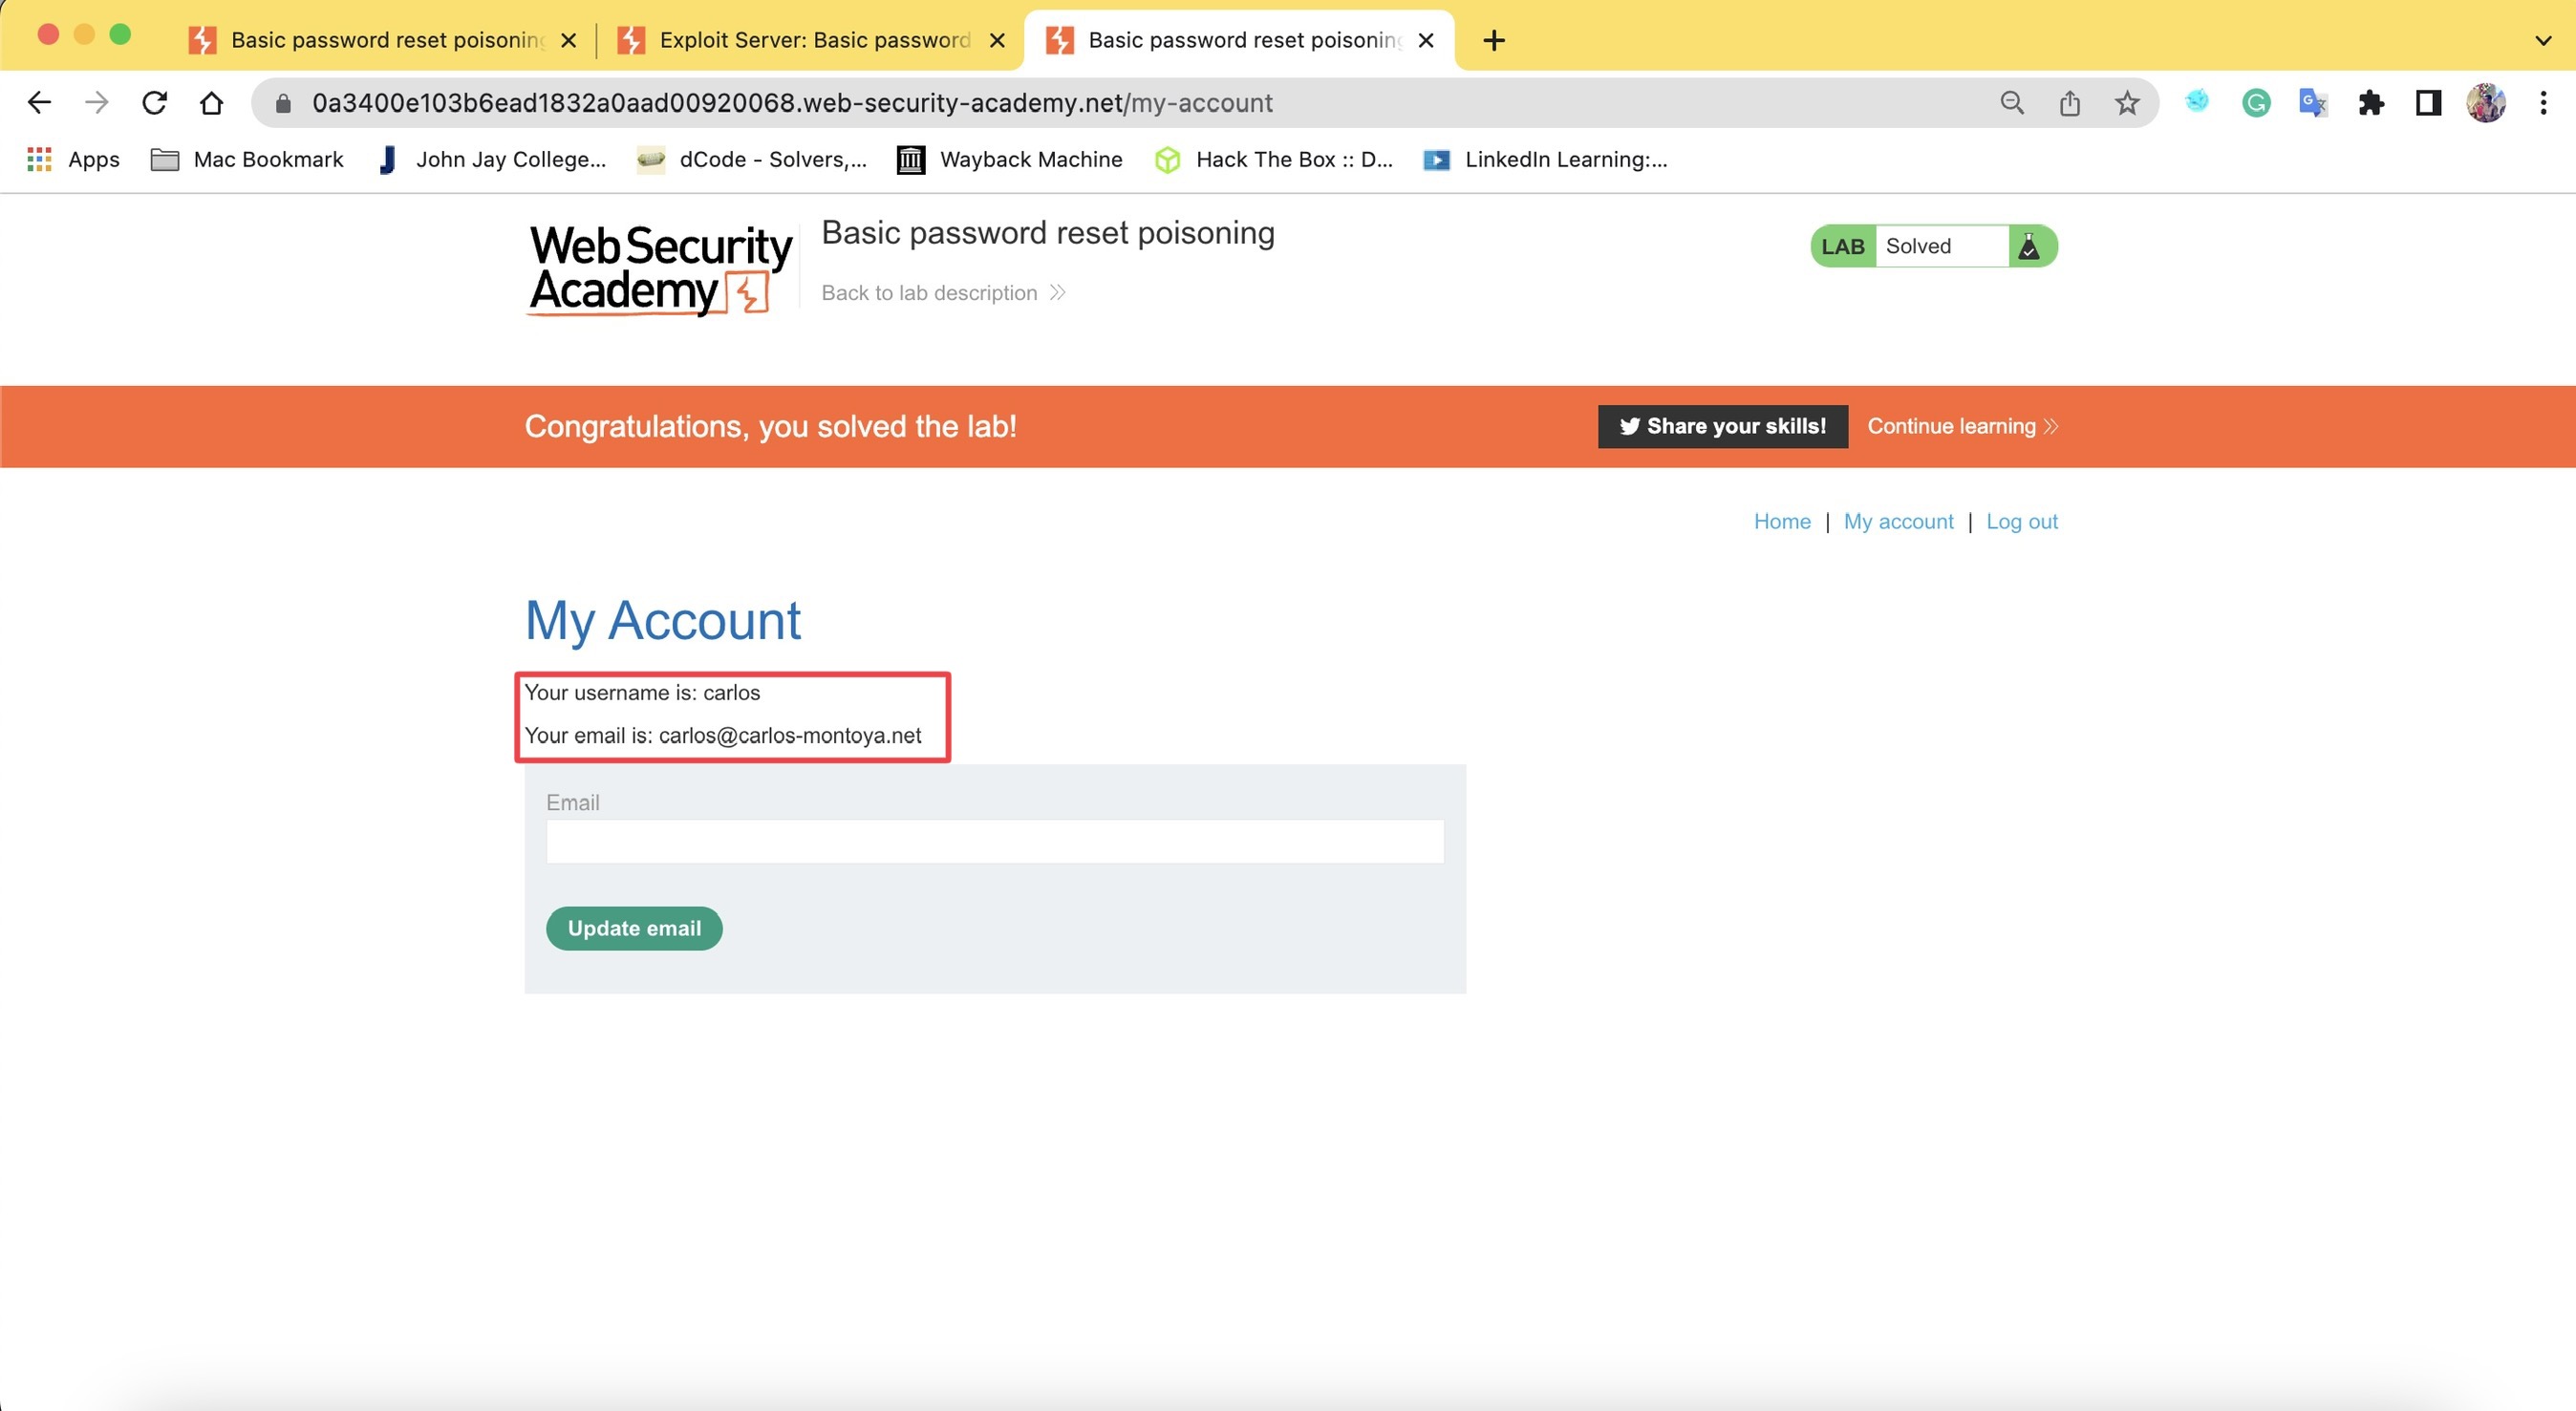 Basic password reset poisoning
Exploit Server: Basic password
Basic password reset poisoning
0a3400e103b6ead1832a0aad00920068.web-security-academy.net/my-account
Apps
Mac Bookmark
John Jay College...
dCode - Solvers,...
Wayback Machine
Hack The Box :: D...
LinkedIn Learning:...
Web Security
Academy
Basic password reset poisoning
Back to lab description
LAB Solved
Congratulations, you solved the lab!
Share your skills!
Continue learning
Home | My account | Log out
My Account
Your username is: carlos
Your email is: carlos@carlos-montoya.net
Email
Update email